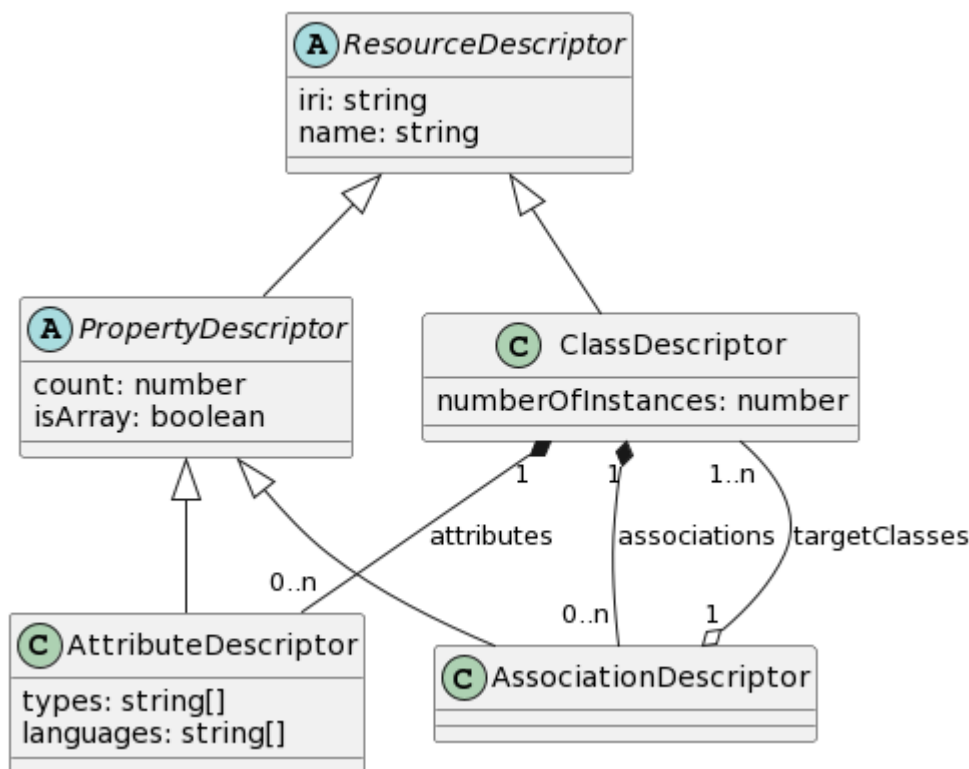 A ResourceDescriptor
iri: string
name: string
A PropertyDescriptor
count: number
isArray: boolean
C ClassDescriptor
numberOfInstances: number
1
1
1..n
attributes
associations
targetClasses
0..n
0..n
1
C AttributeDescriptor
types: string[]
languages: string[]
C AssociationDescriptor